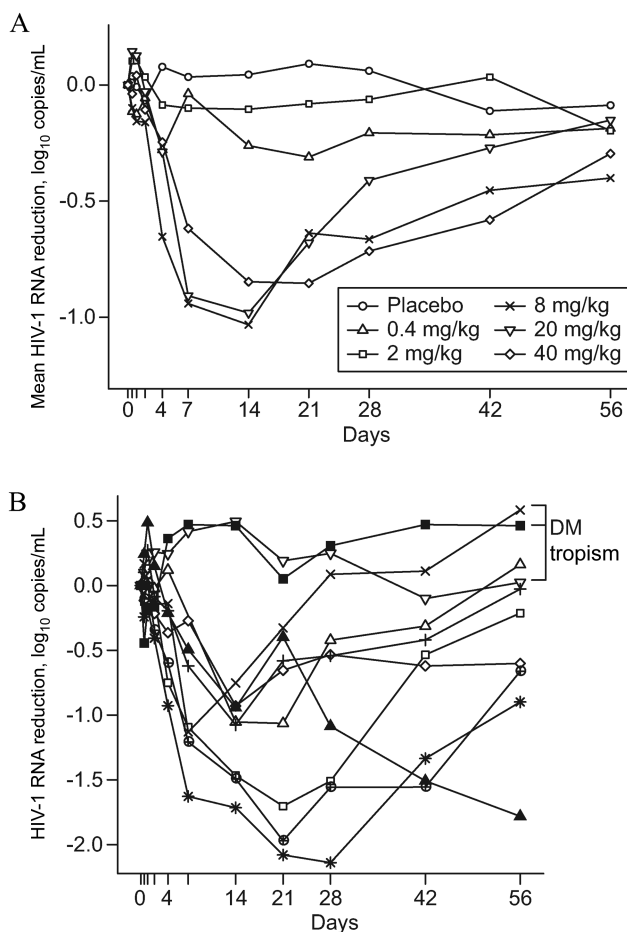 A
Mean HIV-1 RNA reduction, log10 copies/mL
0.0
-0.5
-1.0
Placebo
0.4 mg/kg
2 mg/kg
8 mg/kg
20 mg/kg
40 mg/kg
0 4 7 14 21 28 42 56
Days
B
HIV-1 RNA reduction, log10 copies/mL
0.5
0.0
-0.5
-1.0
-1.5
-2.0
DM
tropism
0 4 14 21 28 42 56
Days